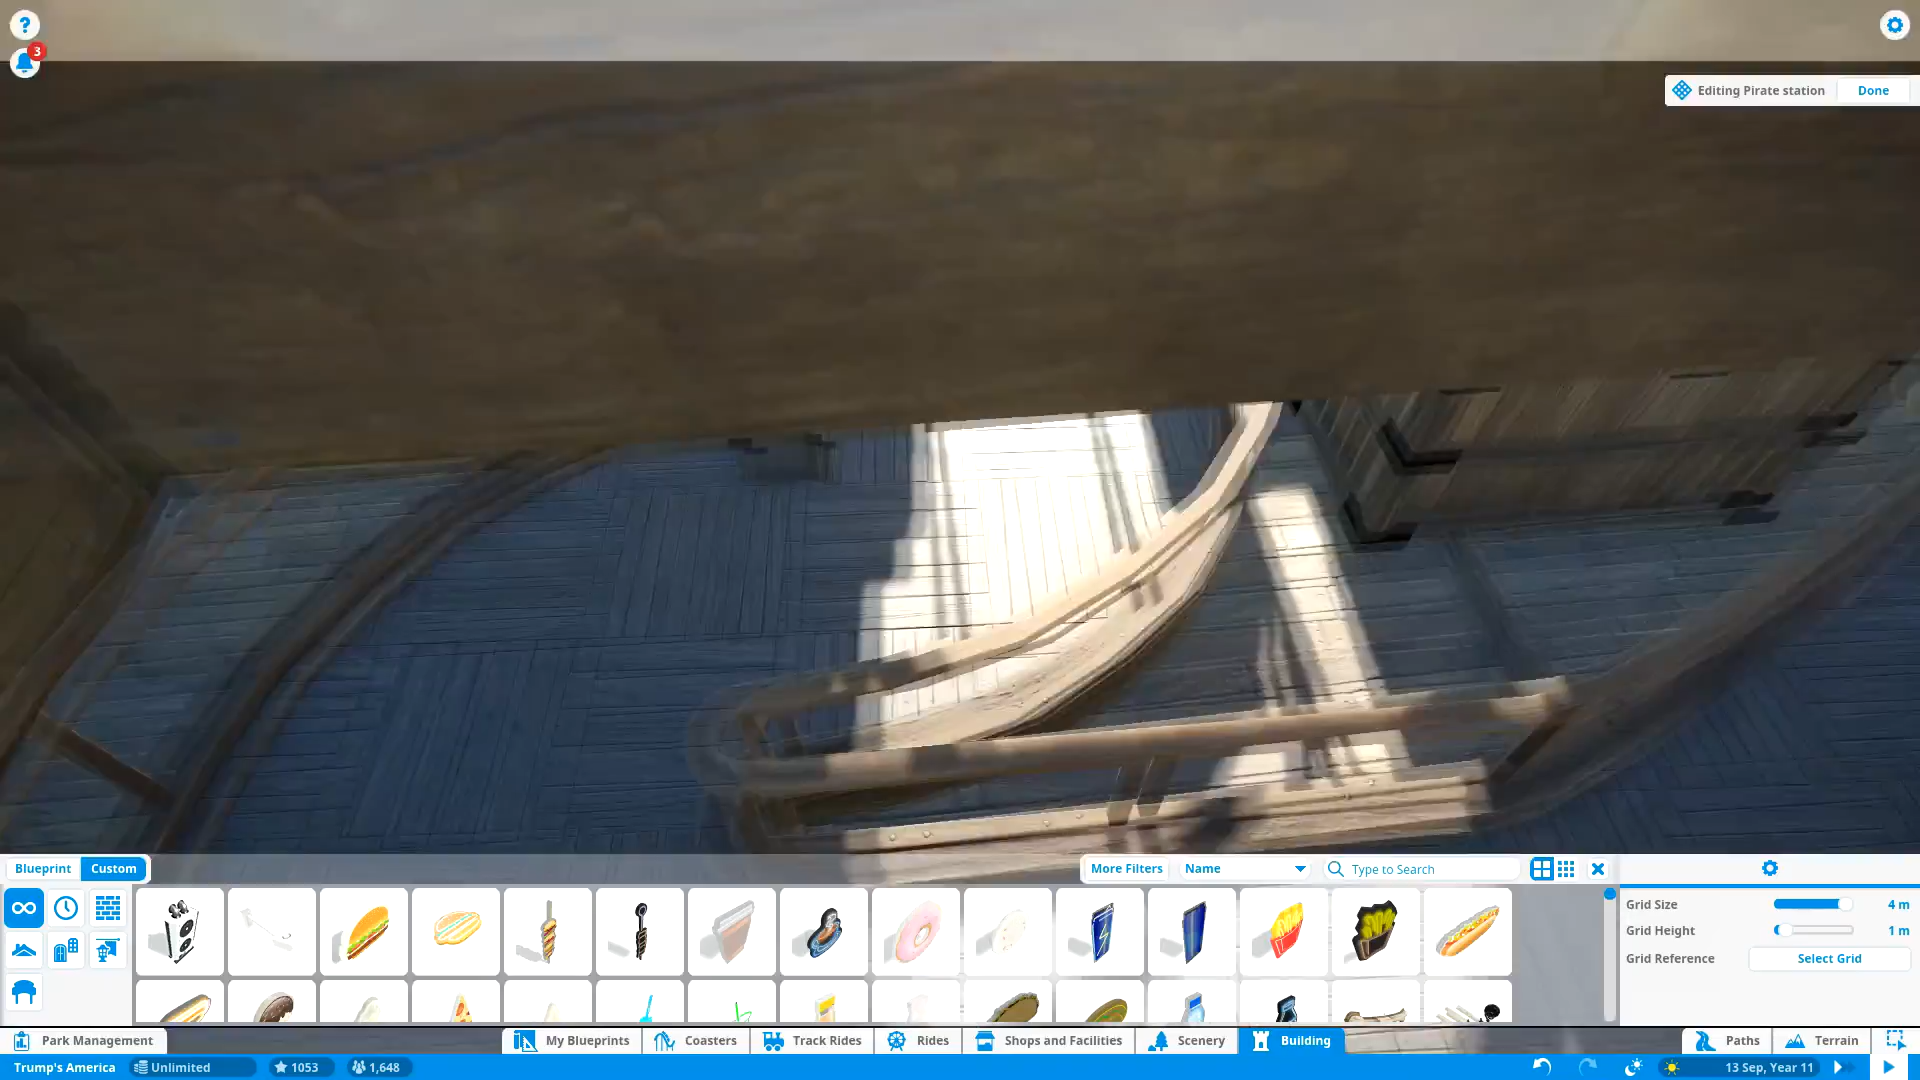 ?
3
Editing Pirate station
Done
Blueprint
Custom
More Filters
Name
Type to Search
Grid Size
4 m
Grid Height
1 m
Grid Reference
Select Grid
Park Management
My Blueprints
Coasters
Track Rides
Rides
Shops and Facilities
Scenery
Building
Paths
Terrain
Trump's America
Unlimited
1053
1,648
13 Sep, Year 11